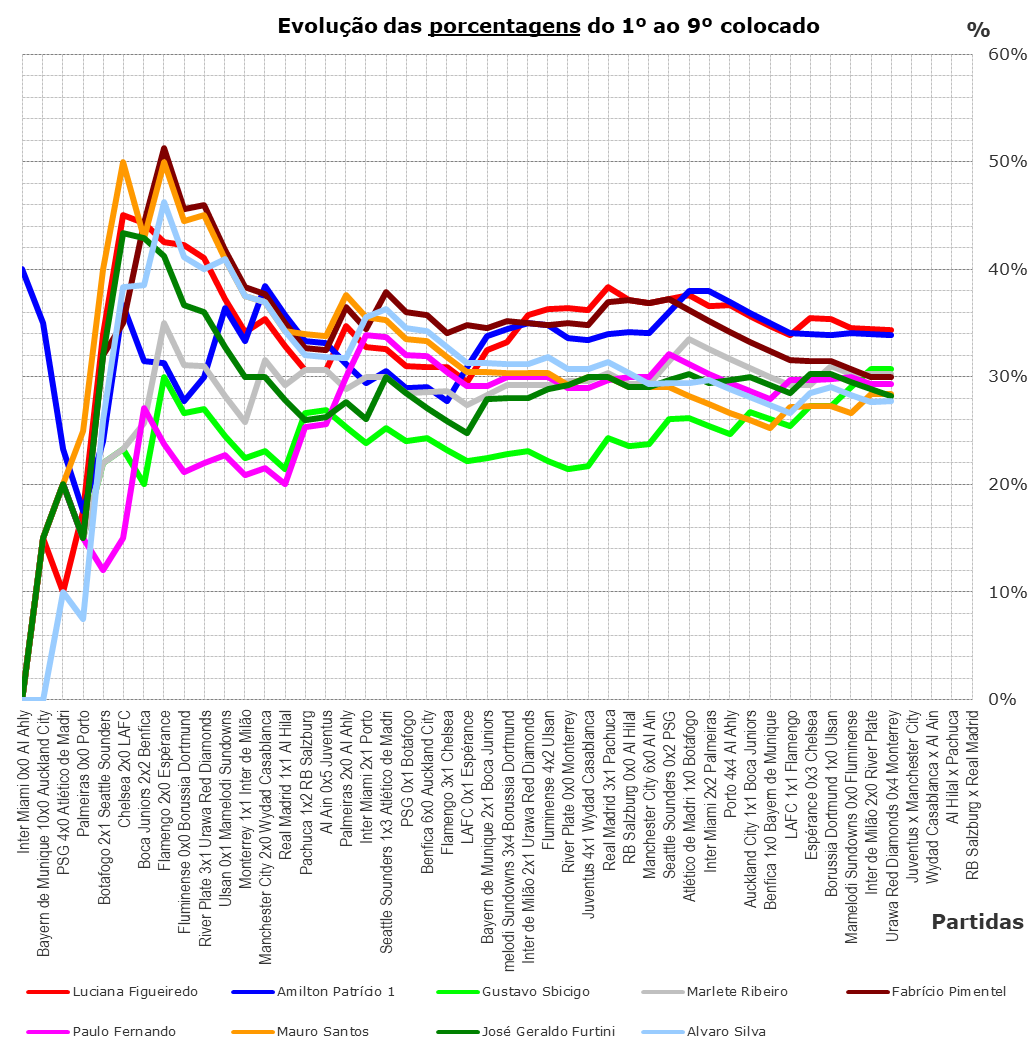 Evolução das porcentagens do 1º ao 9º colocado
%
60%
50%
40%
30%
20%
10%
0%
Inter Miami 0x0 Al Ahly
Bayern de Munique 10x0 Auckland City
PSG 4x0 Atlético de Madri
Palmeiras 0x0 Porto
Botafogo 2x1 Seattle Sounders
Chelsea 2x0 LAFC
Boca Juniors 2x2 Benfica
Flamengo 2x0 Espérance
Fluminense 0x0 Borussia Dortmund
River Plate 3x1 Urawa Red Diamonds
Ulsan 0x1 Mamelodi Sundowns
Monterrey 1x1 Inter de Milão
Manchester City 2x0 Wydad Casablanca
Real Madrid 1x1 Al Hilal
Pachuca 1x2 RB Salzburg
Al Ain 0x5 Juventus
Palmeiras 2x0 Al Ahly
Inter Miami 2x1 Porto
Seattle Sounders 1x3 Atlético de Madri
PSG 0x1 Botafogo
Benfica 6x0 Auckland City
Flamengo 3x1 Chelsea
LAFC 0x1 Espérance
Bayern de Munique 2x1 Boca Juniors
melodi Sundowns 3x4 Borussia Dortmund
Inter de Milão 2x1 Urawa Red Diamonds
Fluminense 4x2 Ulsan
River Plate 0x0 Monterrey
Juventus 4x1 Wydad Casablanca
Real Madrid 3x1 Pachuca
RB Salzburg 0x0 Al Hilal
Manchester City 6x0 Al Ain
Seattle Sounders 0x2 PSG
Atlético de Madri 1x0 Botafogo
Inter Miami 2x2 Palmeiras
Porto 4x4 Al Ahly
Auckland City 1x1 Boca Juniors
Benfica 1x0 Bayern de Munique
LAFC 1x1 Flamengo
Espérance 0x3 Chelsea
Borussia Dortmund 1x0 Ulsan
Mamelodi Sundowns 0x0 Fluminense
Inter de Milão 2x0 River Plate
Urawa Red Diamonds 0x4 Monterrey
Juventus x Manchester City
Wydad Casablanca x Al Ain
Al Hilal x Pachuca
RB Salzburg x Real Madrid
Partidas
Luciana Figueiredo
Amilton Patrício 1
Gustavo Sbicigo
Marlete Ribeiro
Fabrício Pimentel
Paulo Fernando
Mauro Santos
José Geraldo Furtini
Alvaro Silva